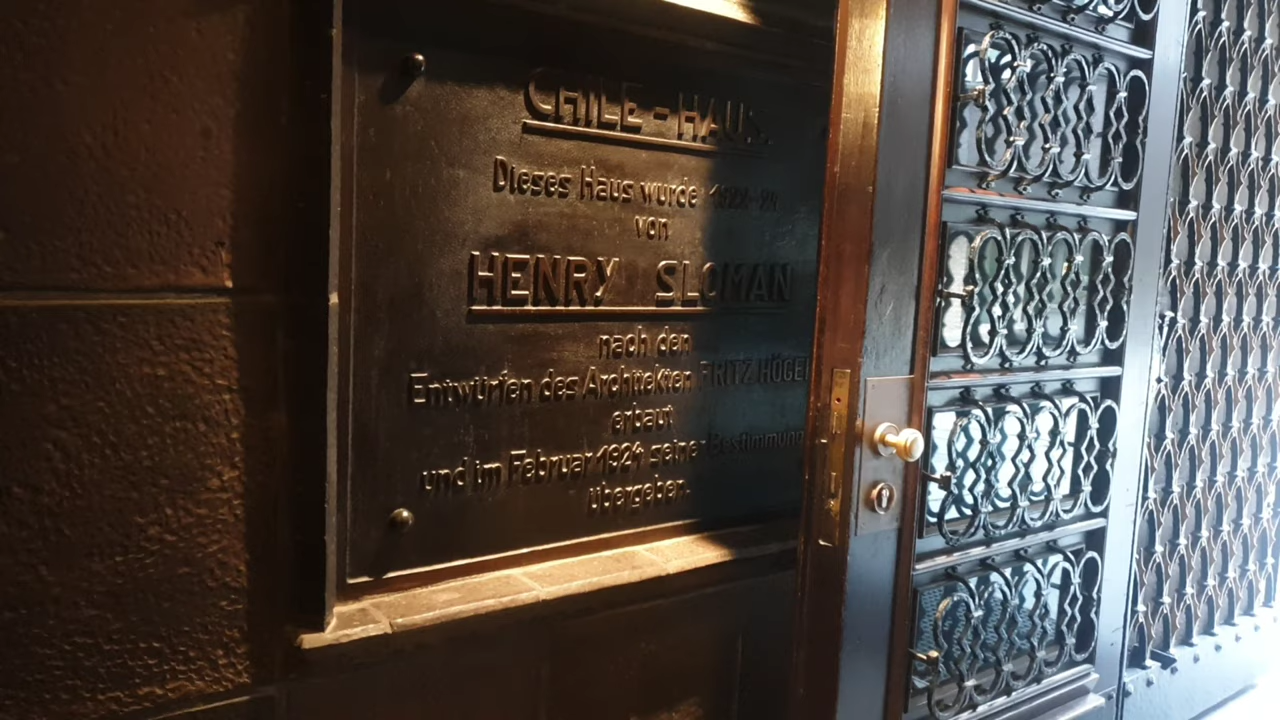 CHILE - HAUS.
Dieses Haus wurde 1922-24
von
HENRY SLOMAN
nach den
Entwürfen des Architekten FRITZ HÖGER
erbaut
und im Februar 1924 seiner Bestimmung
übergeben.